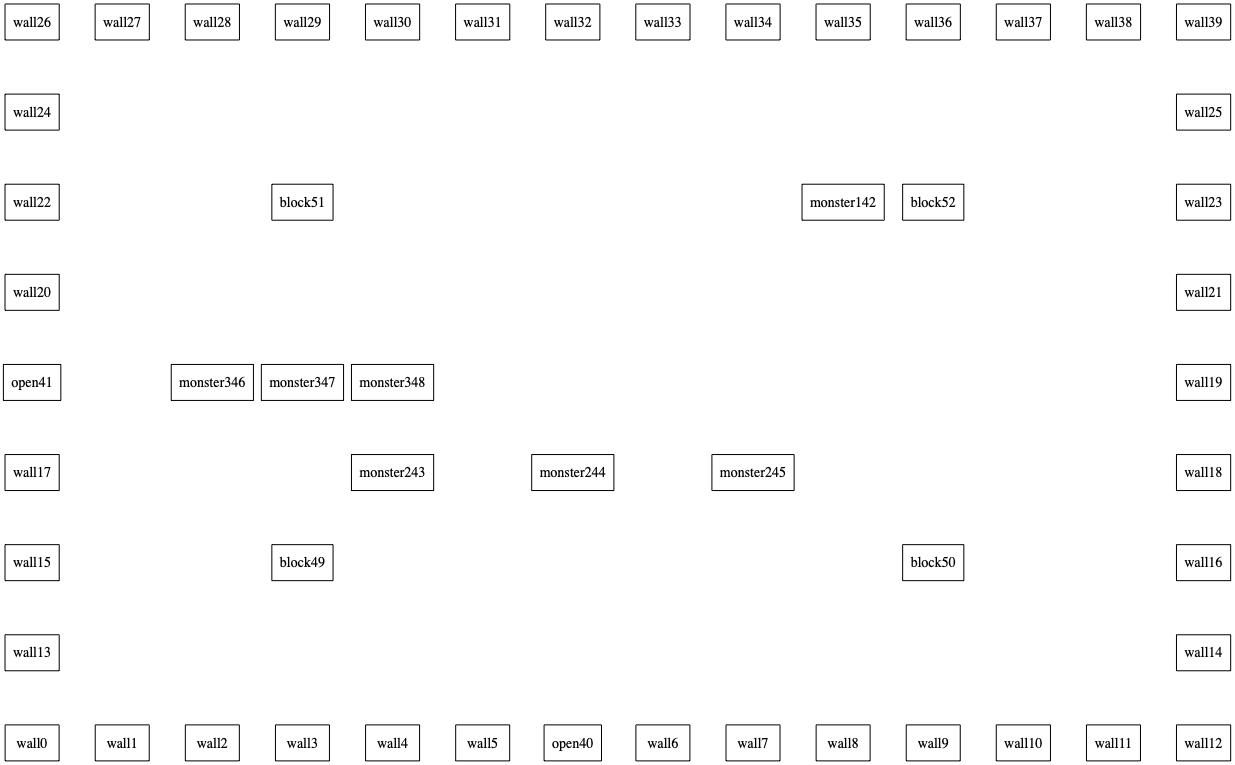 wall26 wall27 wall28 wall29 wall30 wall31 wall32 wall33 wall34 wall35 wall36 wall37 wall38 wall39
wall24 wall25
wall22 block51 monster142 block52 wall23
wall20 wall21
open41 monster346 monster347 monster348 wall19
wall17 monster243 monster244 monster245 wall18
wall15 block49 block50 wall16
wall13 wall14
wall0 wall1 wall2 wall3 wall4 wall5 open40 wall6 wall7 wall8 wall9 wall10 wall11 wall12